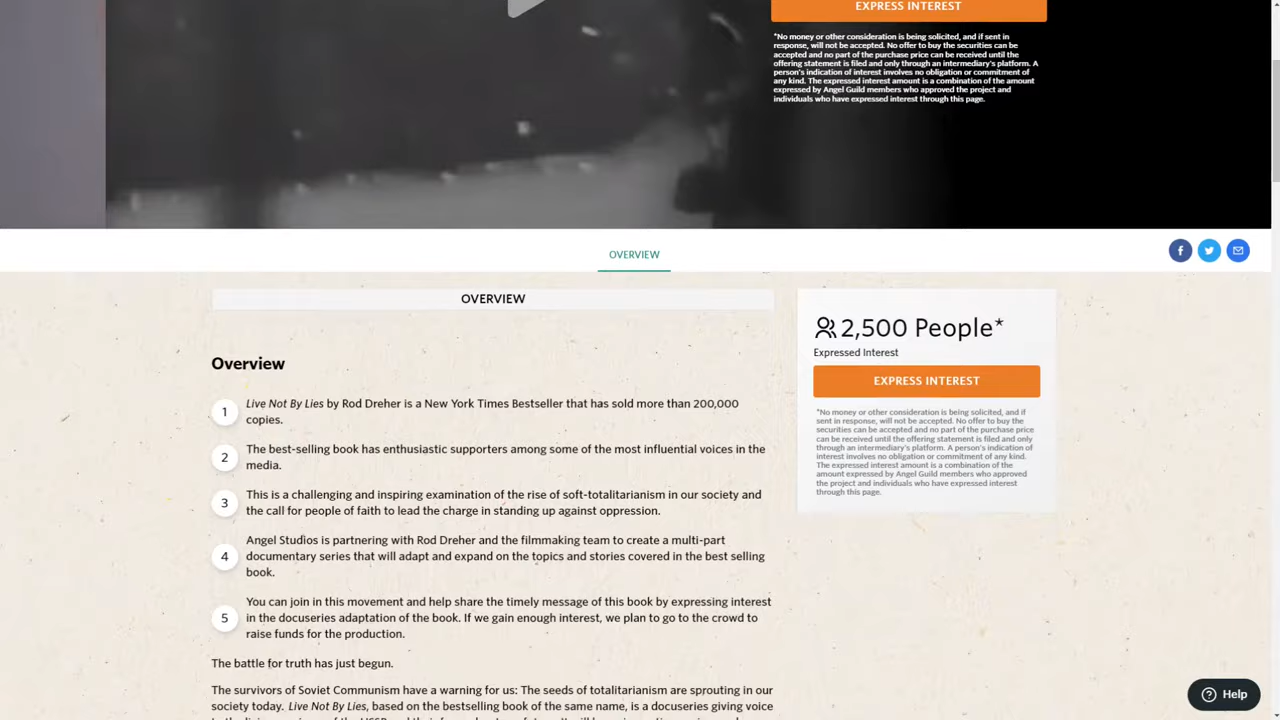 EXPRESS INTEREST
*No money or other consideration is being solicited, and if sent in
response, will not be accepted. No offer to buy the securities can be
accepted and no part of the purchase price can be received until the
offering statement is filed and only through an intermediary's platform. A
person's indication of interest involves no obligation or commitment of
any kind. The expressed interest amount is a combination of the amount
expressed by Angel Guild members who approved the project and
individuals who have expressed interest through this page.
OVERVIEW
OVERVIEW
2,500 People*
Expressed Interest
EXPRESS INTEREST
*No money or other consideration is being solicited, and if
sent in response, will not be accepted. No offer to buy the
securities can be accepted and no part of the purchase price
can be received until the offering statement is filed and only
through an intermediary's platform. A person's indication of
interest involves no obligation or commitment of any kind.
The expressed interest amount is a combination of the
amount expressed by Angel Guild members who approved
the project and individuals who have expressed interest
through this page.
Overview
1 Live Not By Lies by Rod Dreher is a New York Times Bestseller that has sold more than 200,000
copies.
2 The best-selling book has enthusiastic supporters among some of the most influential voices in the
media.
3 This is a challenging and inspiring examination of the rise of soft-totalitarianism in our society and
the call for people of faith to lead the charge in standing up against oppression.
4 Angel Studios is partnering with Rod Dreher and the filmmaking team to create a multi-part
documentary series that will adapt and expand on the topics and stories covered in the best selling
book.
5 You can join in this movement and help share the timely message of this book by expressing interest
in the docuseries adaptation of the book. If we gain enough interest, we plan to go to the crowd to
raise funds for the production.
The battle for truth has just begun.
The survivors of Soviet Communism have a warning for us: The seeds of totalitarianism are sprouting in our
society today. Live Not By Lies, based on the bestselling book of the same name, is a docuseries giving voice
Help